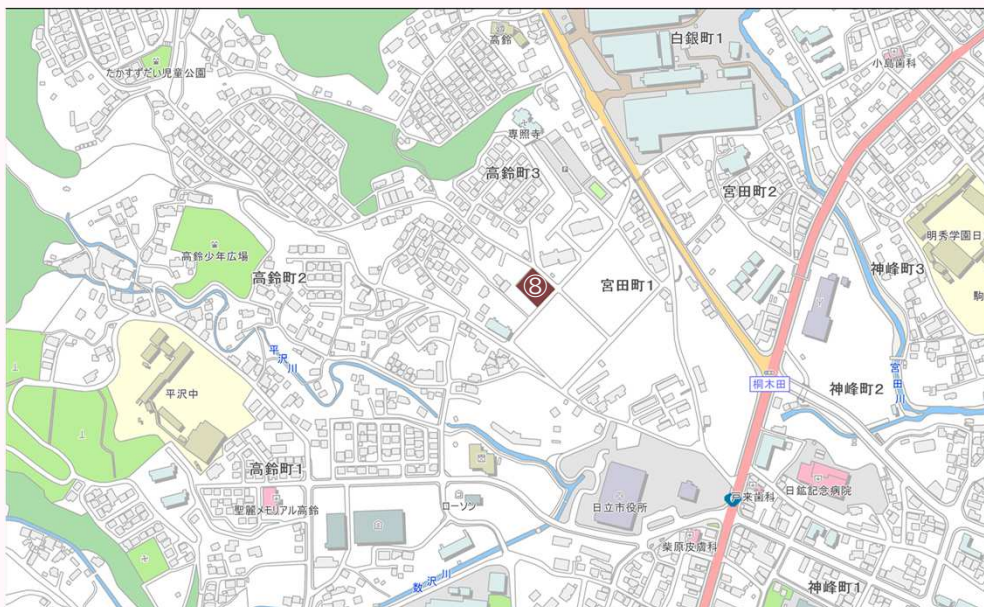 高鈴
白銀町1
小島歯科
たかすずだい児童公園
専照寺
高鈴町3
宮田町2
明秀学園日
高鈴少年広場
高鈴町2
⑧
宮田町1
神峰町3
駒
平沢川
宮田川
桐木田
神峰町2
平沢中
高鈴町1
戸来歯科
日鉱記念病院
聖麗メモリアル高鈴
ローソン
日立市役所
柴原皮膚科
数沢川
神峰町1